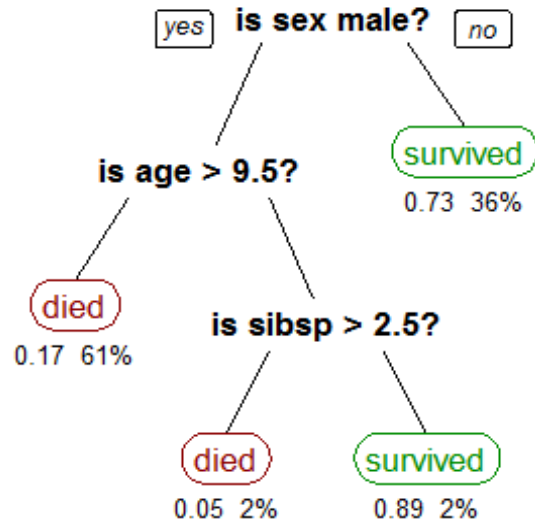 yes is sex male? no
is age > 9.5?
survived
0.73 36%
died
0.17 61%
is sibsp > 2.5?
died
0.05 2%
survived
0.89 2%